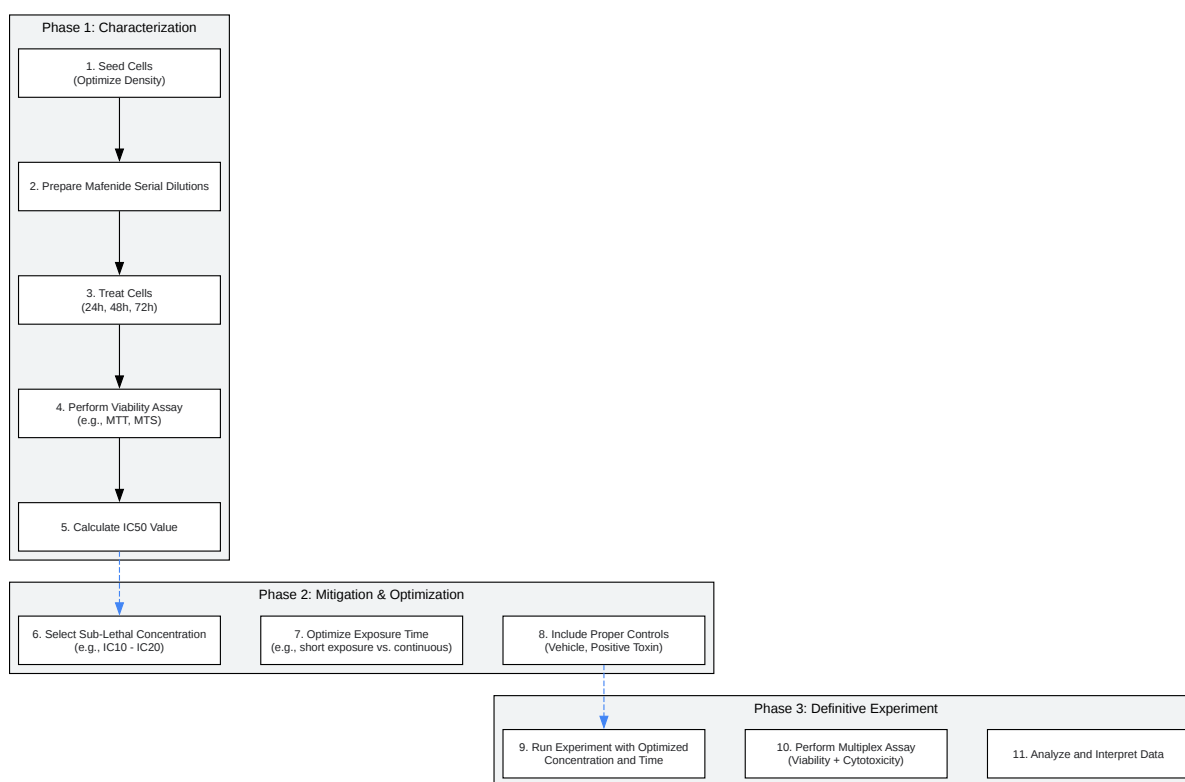 Phase 1: Characterization
1. Seed Cells
(Optimize Density)
2. Prepare Mafenide Serial Dilutions
3. Treat Cells
(24h, 48h, 72h)
4. Perform Viability Assay
(e.g., MTT, MTS)
5. Calculate IC50 Value
Phase 2: Mitigation & Optimization
6. Select Sub-Lethal Concentration
(e.g., IC10 - IC20)
7. Optimize Exposure Time
(e.g., short exposure vs. continuous)
8. Include Proper Controls
(Vehicle, Positive Toxin)
Phase 3: Definitive Experiment
9. Run Experiment with Optimized
Concentration and Time
10. Perform Multiplex Assay
(Viability + Cytotoxicity)
11. Analyze and Interpret Data